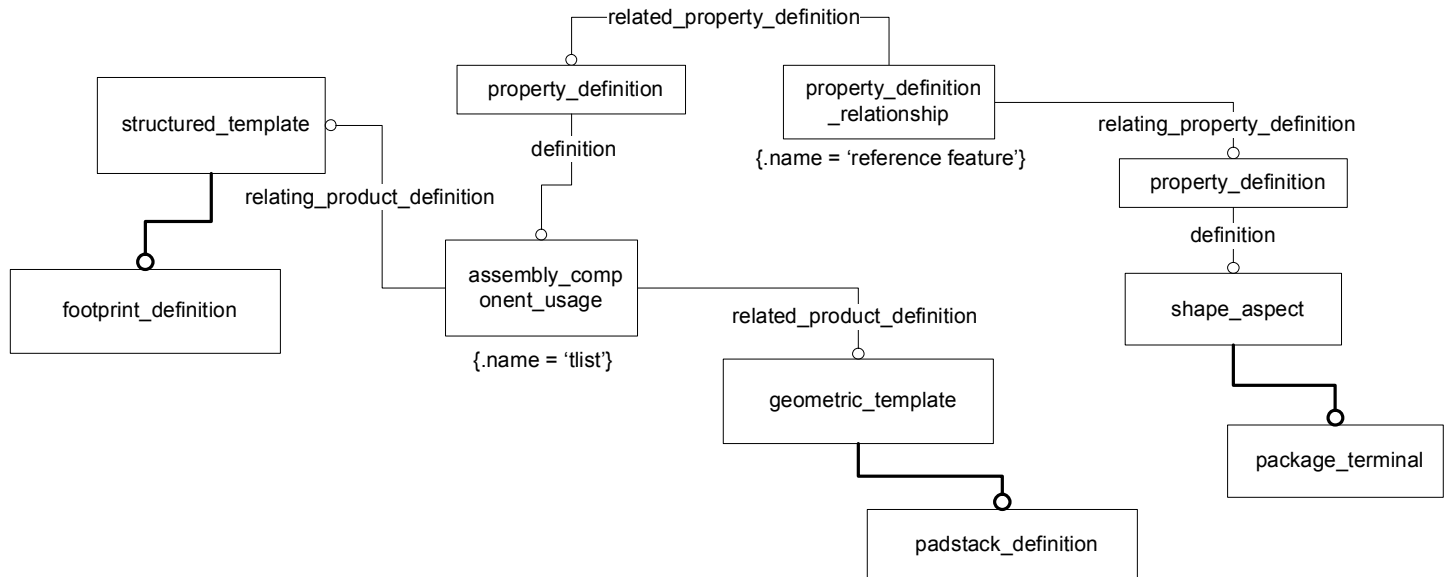 related_property_definition
property_definition
property_definition
_relationship
structured_template
relating_property_definition
definition
{.name = ‘reference feature’}
property_definition
relating_product_definition
definition
assembly_comp
onent_usage
footprint_definition
shape_aspect
related_product_definition
{.name = ‘tlist’}
geometric_template
package_terminal
padstack_definition